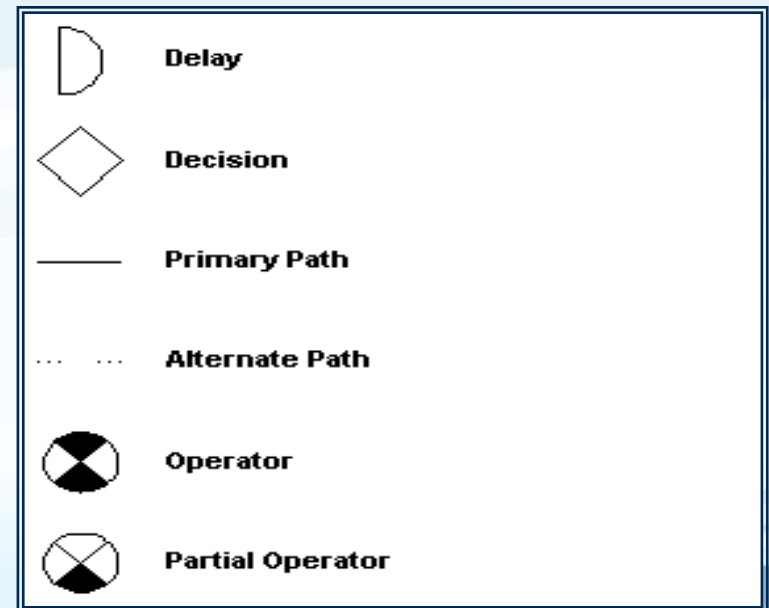 Delay
Decision
Primary Path
Alternate Path
Operator
Partial Operator